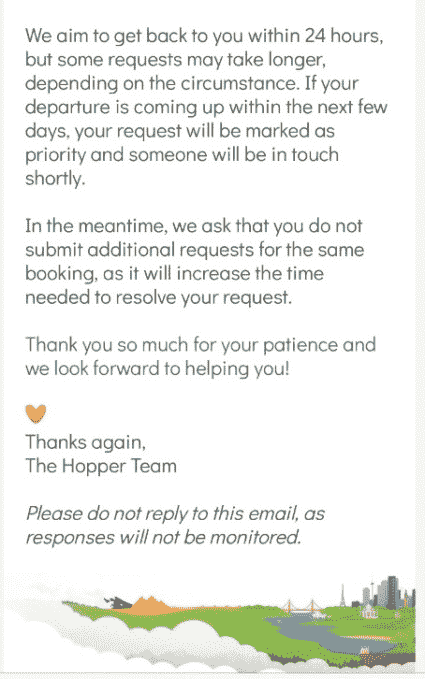 We aim to get back to you within 24 hours,
but some requests may take longer,
depending on the circumstance. If your
departure is coming up within the next few
days, your request will be marked as
priority and someone will be in touch
shortly.
In the meantime, we ask that you do not
submit additional requests for the same
booking, as it will increase the time
needed to resolve your request.
Thank you so much for your patience and
we look forward to helping you!
Thanks again,
The Hopper Team
Please do not reply to this email, as
responses will not be monitored.